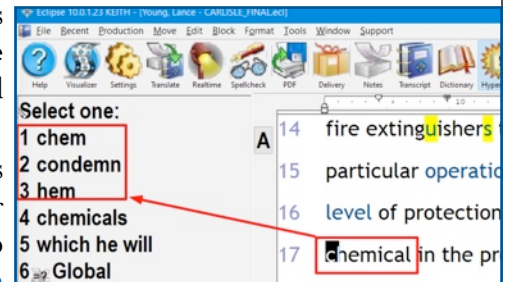 Eclipse 10.0.1.23 KEITH - [Young, Lance - CARLISLE_FINAL.ecl]
File Recent Production Move Edit Block Format Tools Window Support
Help Visualizer Settings Translate Realtime Spellcheck PDF Delivery Notes Transcript Dictionary Hyper
Select one:
1 chem
2 condemn
3 hem
4 chemicals
5 which he will
6 =? Global
A
10
14 fire extinguishers
15 particular operatio
16 level of protection
17 chemical in the pr